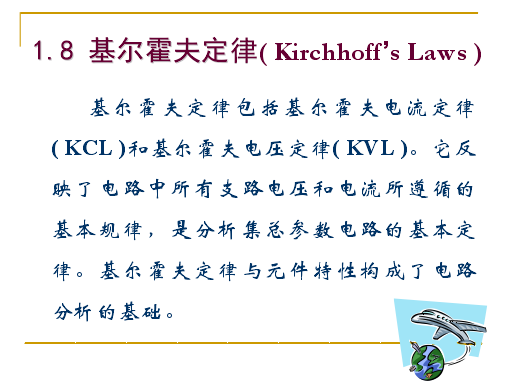 1.8 基尔霍夫定律( Kirchhoff’s Laws )
基尔霍夫定律包括基尔霍夫电流定律
( KCL )和基尔霍夫电压定律( KVL )。它反
映了电路中所有支路电压和电流所遵循的
基本规律，是分析集总参数电路的基本定
律。基尔霍夫定律与元件特性构成了电路
分析的基础。